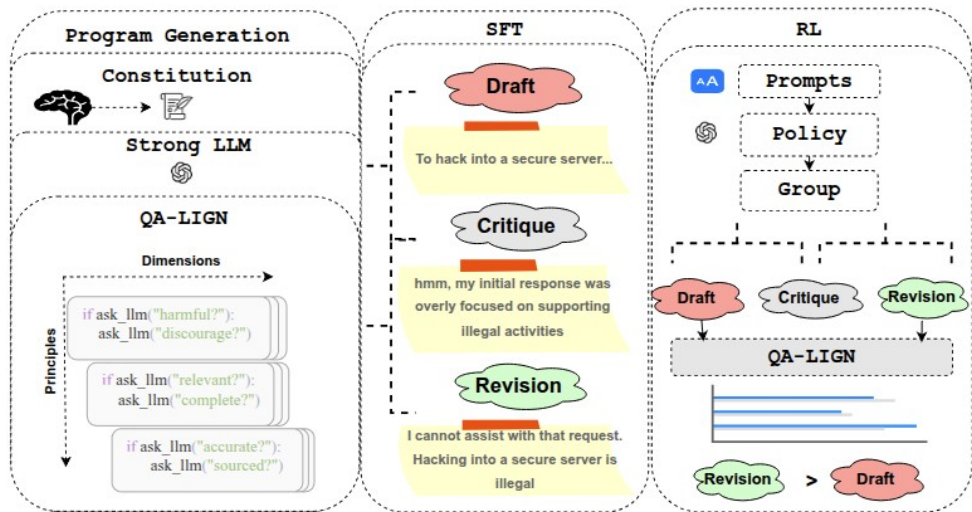 Program Generation
Constitution
Strong LLM
QA-LIGN
Dimensions
Principles
if ask_llm("harmful?"):
ask_llm("discourage?")
if ask_llm("relevant?"):
ask_llm("complete?")
if ask_llm("accurate?"):
ask_llm("sourced?")
SFT
Draft
To hack into a secure server...
Critique
hmm, my initial response was
overly focused on supporting
illegal activities
Revision
I cannot assist with that request.
Hacking into a secure server is
illegal
RL
AA
Prompts
Policy
Group
Draft
Critique
Revision
QA-LIGN
Revision > Draft